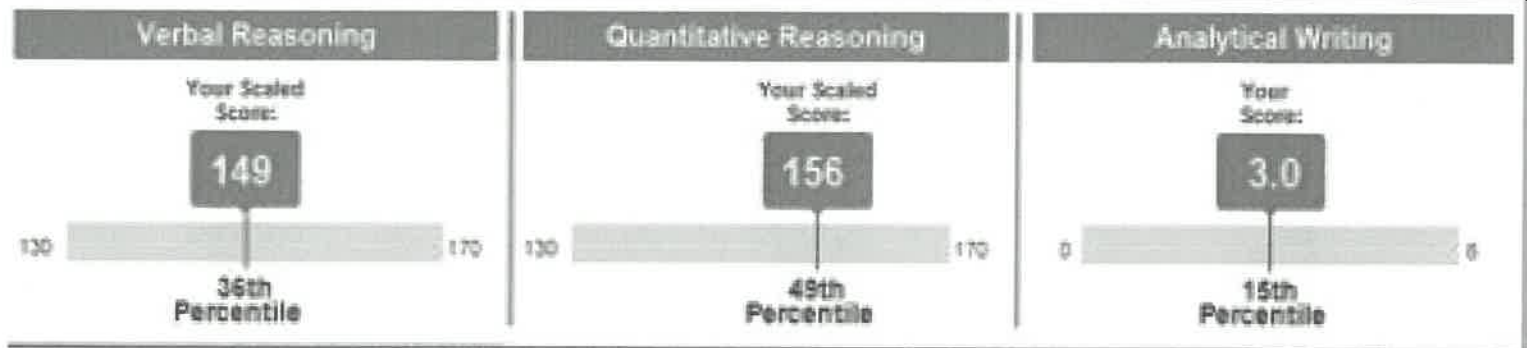 Verbal Reasoning
Your Scaled
Score:
149
130
170
36th
Percentile
Quantitative Reasoning
Your Scaled
Score:
156
130
170
49th
Percentile
Analytical Writing
Your
Score:
3.0
0
6
15th
Percentile